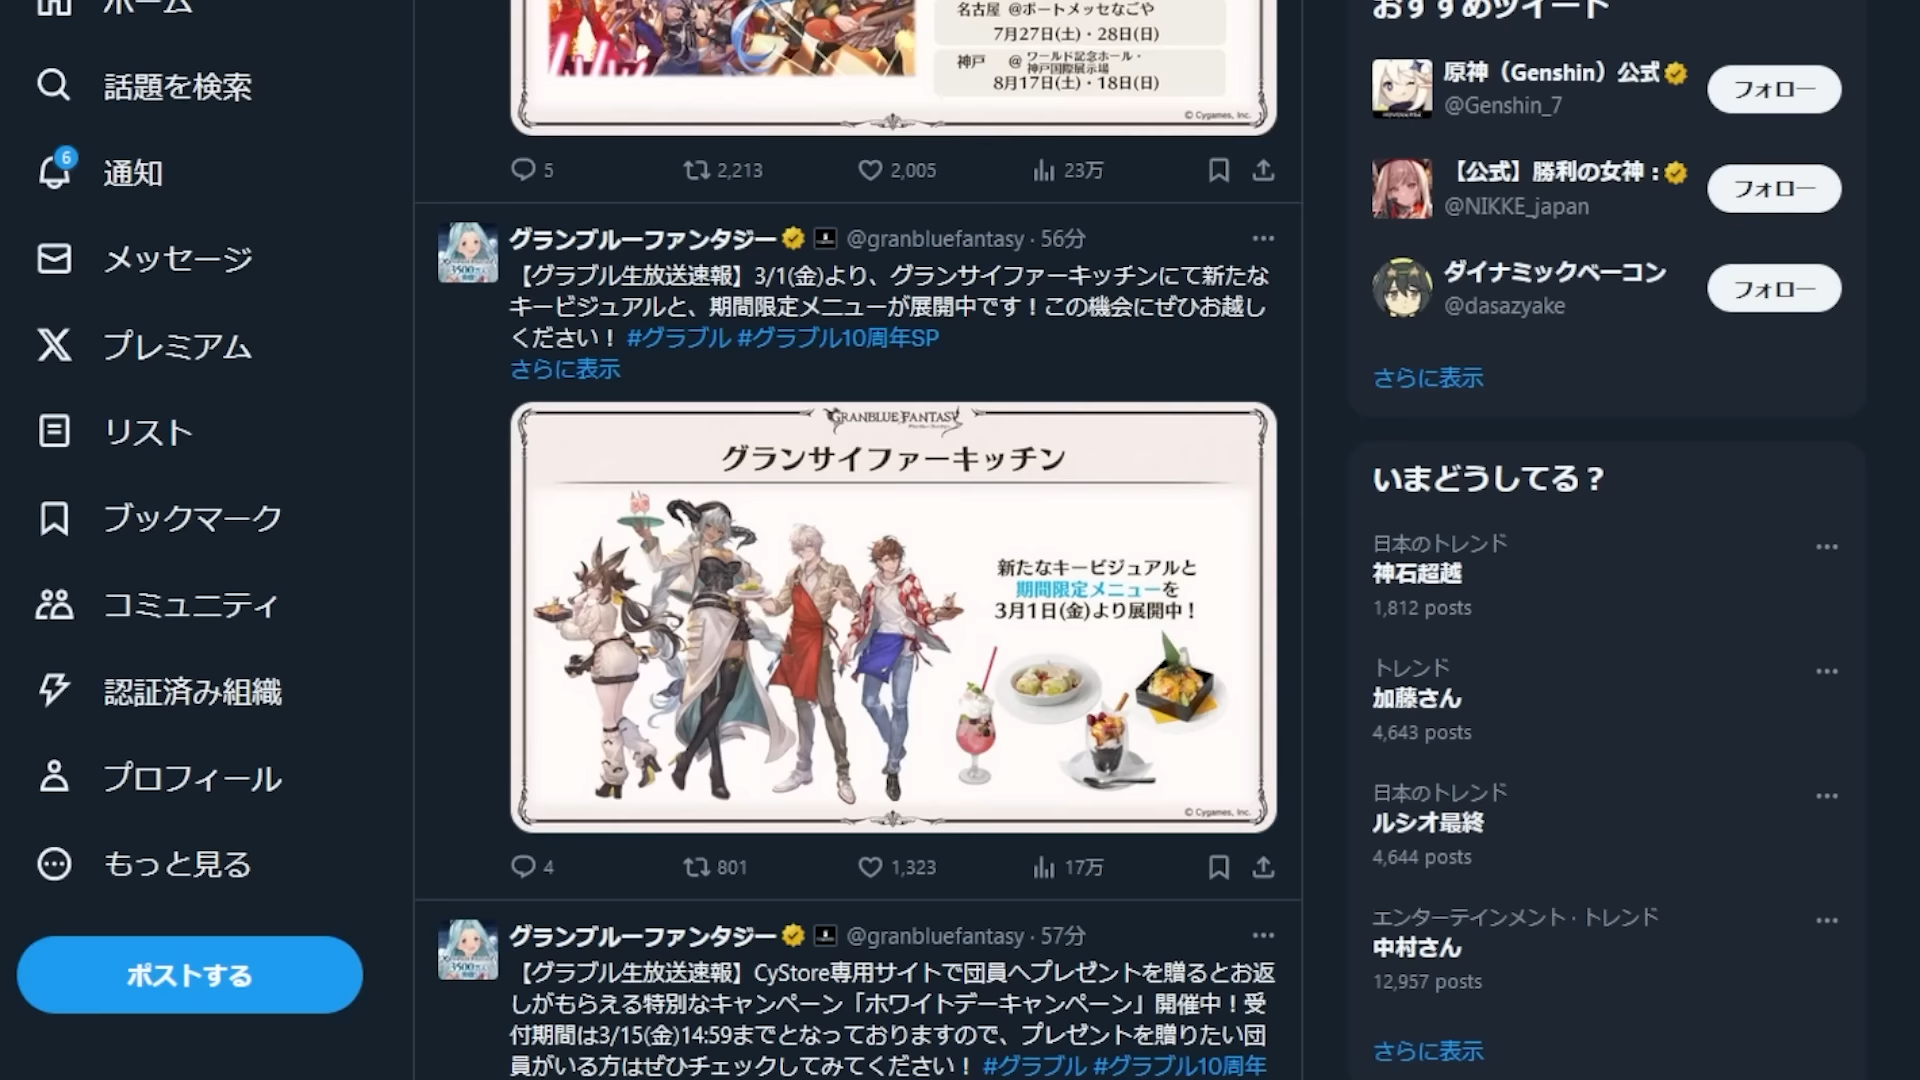 ホーム
話題を検索
6
通知
メッセージ
プレミアム
リスト
ブックマーク
コミュニティ
認証済み組織
プロフィール
もっと見る
ポストする
名古屋 @ポートメッセなごや
7月27日(土)・28日(日)
神戸 @ワールド記念ホール・
神戸国際展示場
8月17日(土)・18日(日)
© Cygames, Inc.
5 2,213 2,005 23万
グランブルーファンタジー @granbluefantasy · 56分
【グラブル生放送速報】3/1(金)より、グランサイファーキッチンにて新たな
キービジュアルと、期間限定メニューが展開中です！この機会にぜひお越し
ください！ #グラブル #グラブル10周年SP
さらに表示
GRANBLUE FANTASY
グランサイファーキッチン
新たなキービジュアルと
期間限定メニューを
3月1日(金)より展開中！
© Cygames, Inc.
4 801 1,323 17万
グランブルーファンタジー @granbluefantasy · 57分
【グラブル生放送速報】CyStore専用サイトで団員へプレゼントを贈るとお返
しがもらえる特別なキャンペーン「ホワイトデーキャンペーン」開催中！受
付期間は3/15(金)14:59までとなっておりますので、プレゼントを贈りたい団
員がいる方はぜひチェックしてみてください！ #グラブル #グラブル10周年
おすすめツイート
原神（Genshin）公式
@Genshin_7
フォロー
【公式】勝利の女神：
@NIKKE_japan
フォロー
ダイナミックベーコン
@dasazyake
フォロー
さらに表示
いまどうしてる？
日本のトレンド
神石超越
1,812 posts
トレンド
加藤さん
4,643 posts
日本のトレンド
ルシオ最終
4,644 posts
エンターテインメント · トレンド
中村さん
12,957 posts
さらに表示